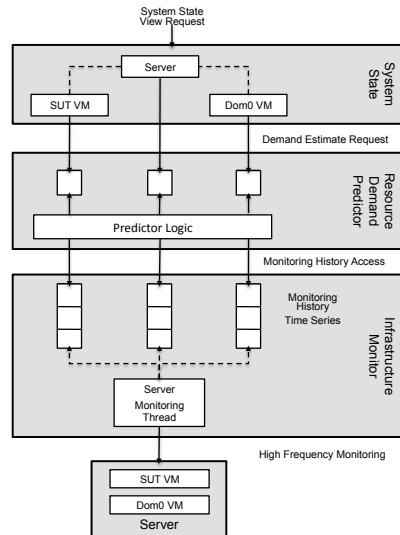 System State
View Request
Server
SUT VM
Dom0 VM
System
State
Demand Estimate Request
Resource
Demand
Predictor
Predictor Logic
Monitoring History Access
Monitoring
History
Time Series
Infrastructure
Monitor
Server
Monitoring
Thread
High Frequency Monitoring
SUT VM
Dom0 VM
Server